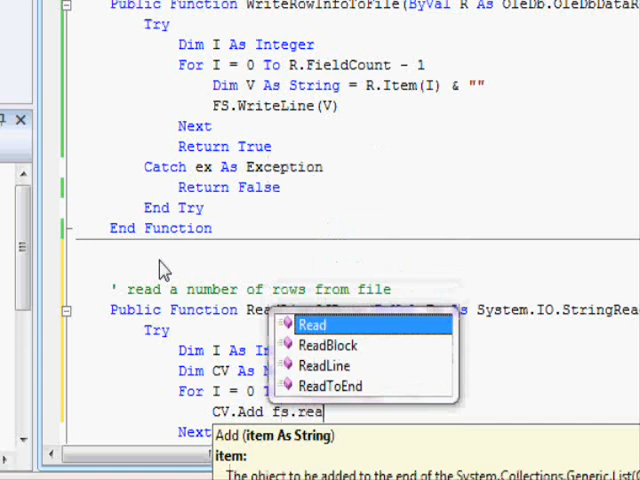 Public Function WriteRowInfoToFile(ByVal R As OleDb.OleDbDataR
Try
Dim I As Integer
For I = 0 To R.FieldCount - 1
Dim V As String = R.Item(I) & ""
FS.WriteLine(V)
Next
Return True
Catch ex As Exception
Return False
End Try
End Function
' read a number of rows from file
Public Function Rea System.IO.StringRea
Try
Dim I As In
Dim CV As N
For I = 0 T
CV.Add fs.rea
Next
Read
ReadBlock
ReadLine
ReadToEnd
Add (item As String)
item:
The object to be added to the end of the System.Collections.Generic.List(O